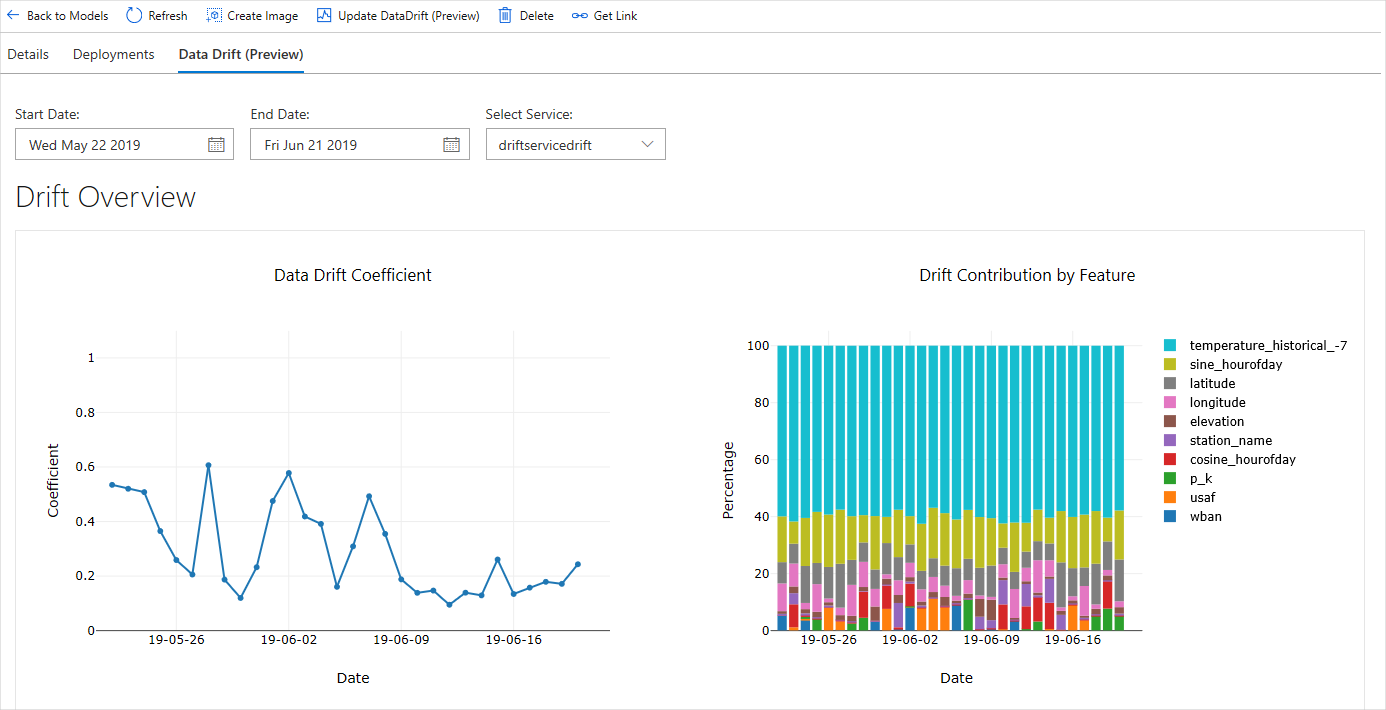 Back to Models Refresh Create Image Update DataDrift (Preview) Delete Get Link
Details Deployments Data Drift (Preview)
Start Date: End Date: Select Service:
Wed May 22 2019 Fri Jun 21 2019 driftservicedrift
Drift Overview
Data Drift Coefficient
1
0.8
0.6
0.4
0.2
0
Coefficient
19-05-26 19-06-02 19-06-09 19-06-16
Date
Drift Contribution by Feature
100
80
60
40
20
0
Percentage
19-05-26 19-06-02 19-06-09 19-06-16
Date
temperature_historical_-7
sine_hourofday
latitude
longitude
elevation
station_name
cosine_hourofday
p_k
usaf
wban